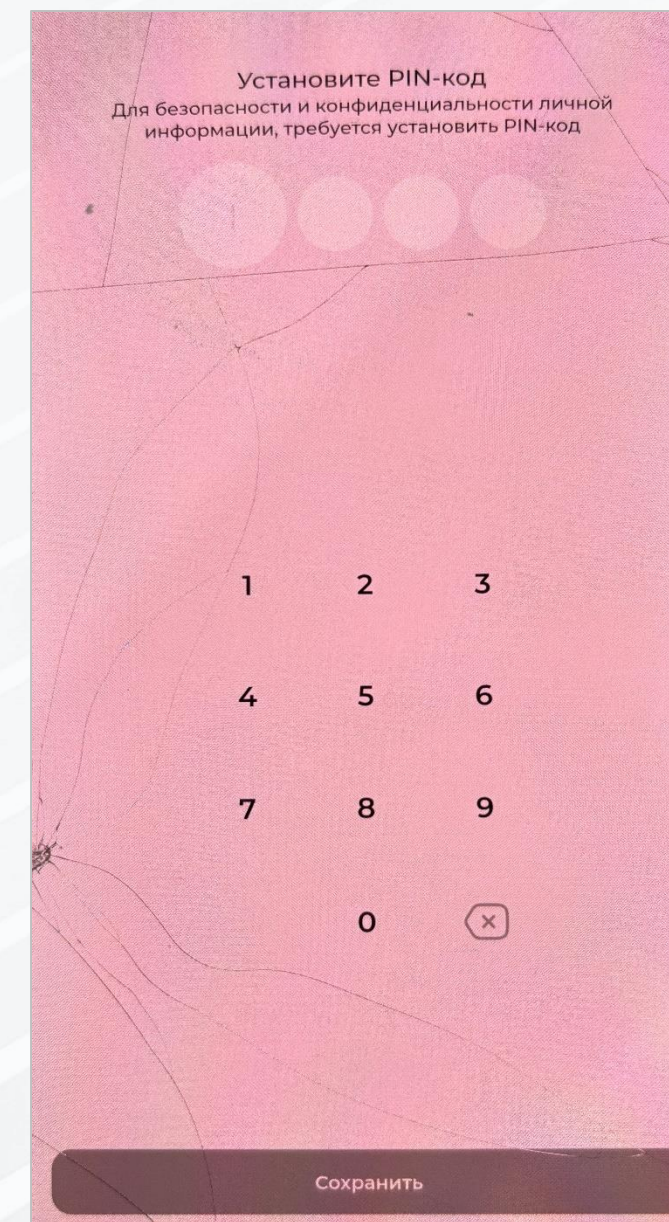 Установите PIN-код
Для безопасности и конфиденциальности личной
информации, требуется установить PIN-код
1 2 3
4 5 6
7 8 9
0
Сохранить